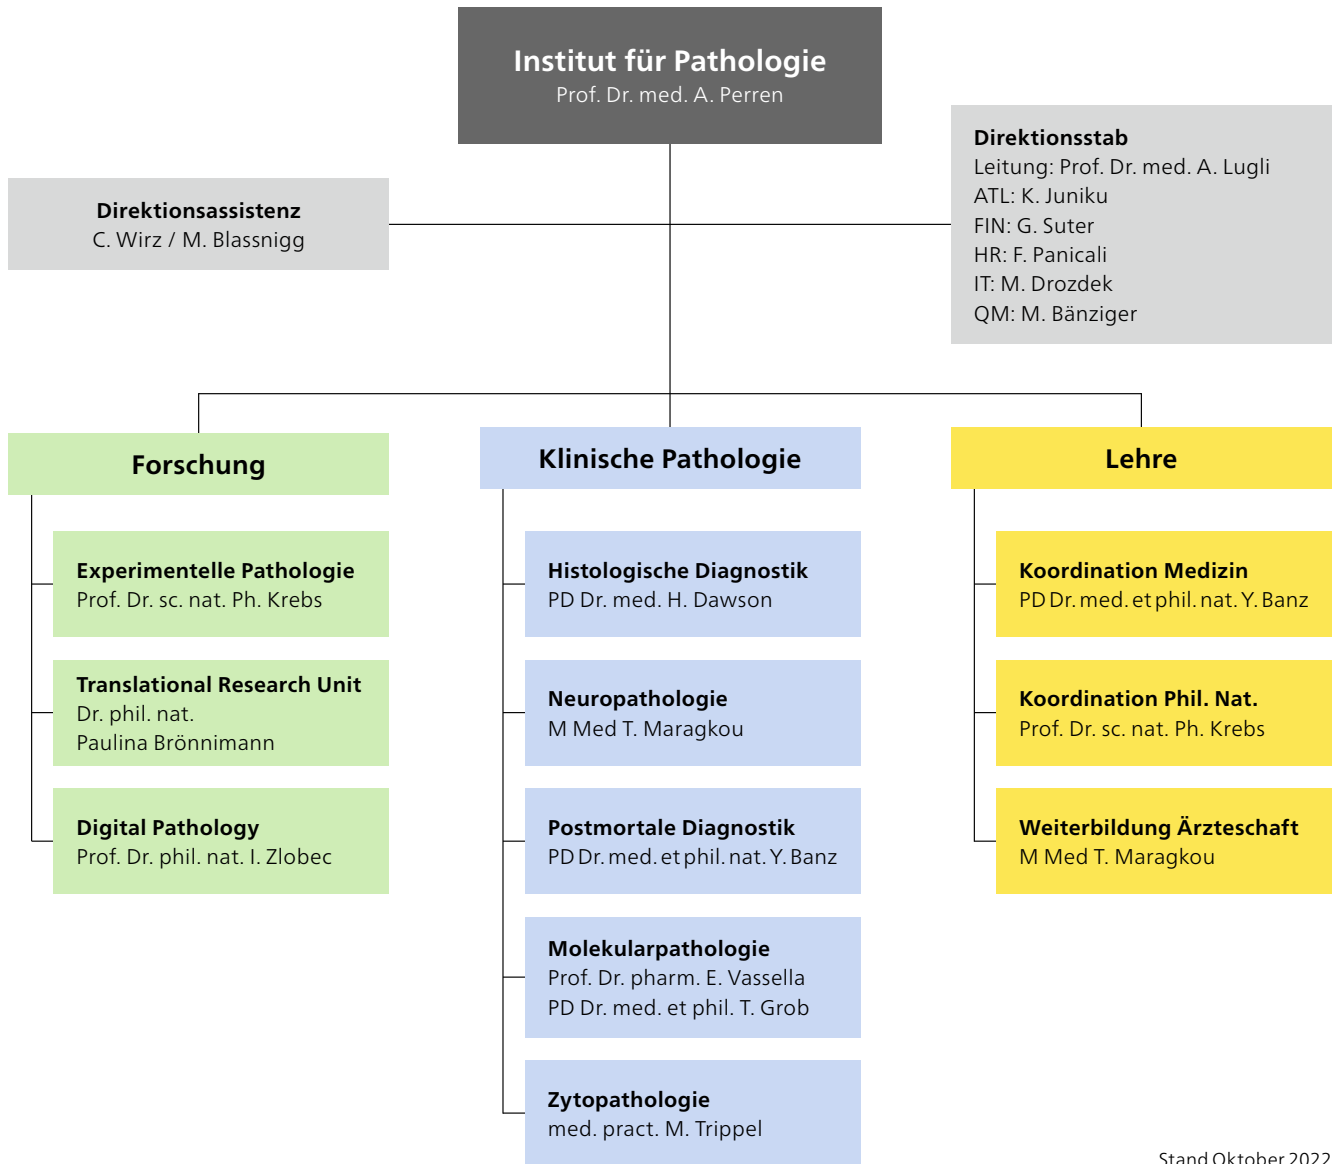 Institut für Pathologie
Prof. Dr. med. A. Perren
Direktionsassistenz
C. Wirz / M. Blassnigg
Direktionsstab
Leitung: Prof. Dr. med. A. Lugli
ATL: K. Juniku
FIN: G. Suter
HR: F. Panicali
IT: M. Drozdek
QM: M. Bänziger
Forschung
Experimentelle Pathologie
Prof. Dr. sc. nat. Ph. Krebs
Translational Research Unit
Dr. phil. nat.
Paulina Brönnimann
Digital Pathology
Prof. Dr. phil. nat. I. Zlobec
Klinische Pathologie
Histologische Diagnostik
PD Dr. med. H. Dawson
Neuropathologie
M Med T. Maragkou
Postmortale Diagnostik
PD Dr. med. et phil. nat. Y. Banz
Molekularpathologie
Prof. Dr. pharm. E. Vassella
PD Dr. med. et phil. T. Grob
Zytopathologie
med. pract. M. Trippel
Lehre
Koordination Medizin
PD Dr. med. et phil. nat. Y. Banz
Koordination Phil. Nat.
Prof. Dr. sc. nat. Ph. Krebs
Weiterbildung Ärzteschaft
M Med T. Maragkou
Stand Oktober 2022